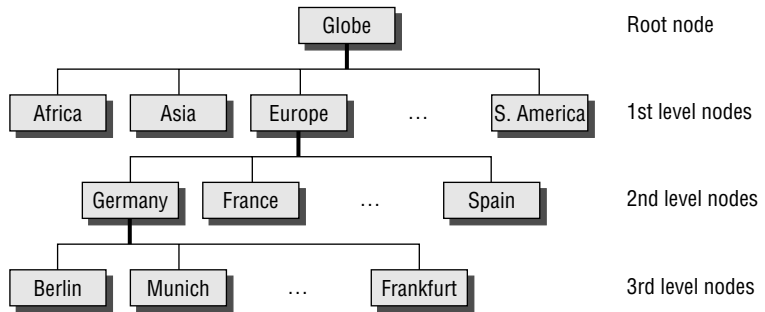 Globe Root node
Africa Asia Europe ... S. America 1st level nodes
Germany France ... Spain 2nd level nodes
Berlin Munich ... Frankfurt 3rd level nodes